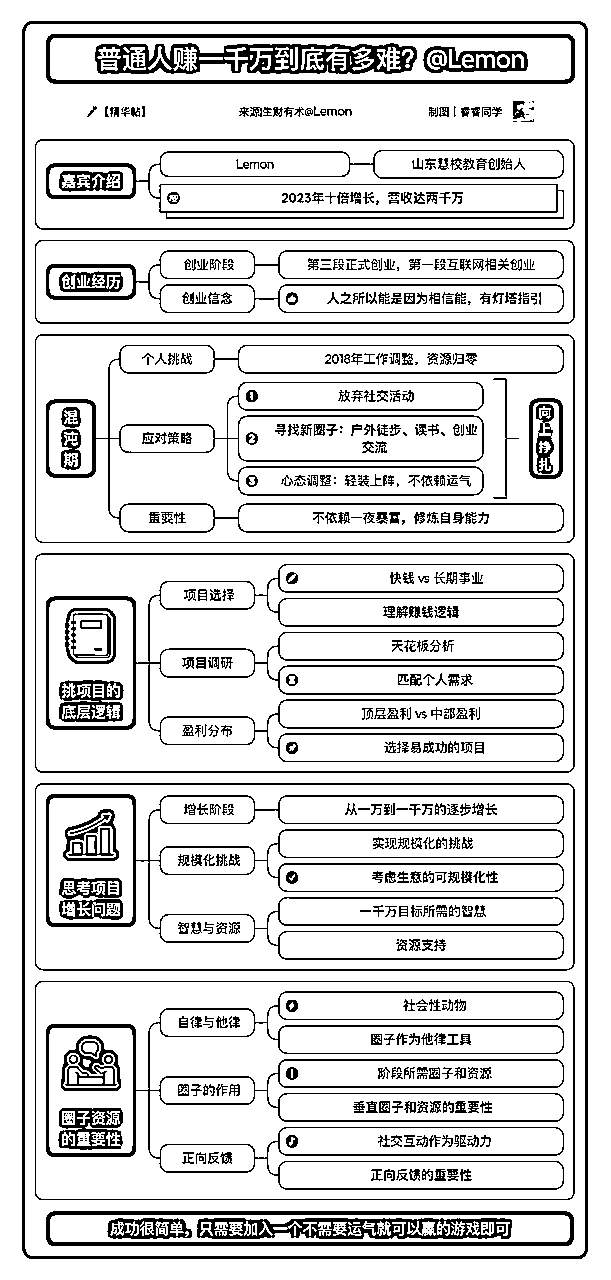 普通人赚一千万到底有多难？@Lemon
【精华帖】 来源|生财有术@Lemon 制图｜睿睿同学
嘉宾介绍
Lemon
山东慧校教育创始人
2023年十倍增长，营收达两千万
创业经历
创业阶段
第三段正式创业，第一段互联网相关创业
创业信念
人之所以能是因为相信能，有灯塔指引
混沌期
个人挑战
2018年工作调整，资源归零
应对策略
1 放弃社交活动
2 寻找新圈子：户外徒步、读书、创业
交流
3 心态调整：轻装上阵，不依赖运气
向上挣扎
重要性
不依赖一夜暴富，修炼自身能力
挑项目的
底层逻辑
项目选择
快钱 vs 长期事业
理解赚钱逻辑
项目调研
天花板分析
匹配个人需求
盈利分布
顶层盈利 vs 中部盈利
选择易成功的项目
思考项目
增长问题
增长阶段
从一万到一千万的逐步增长
规模化挑战
实现规模化的挑战
考虑生意的可规模化性
智慧与资源
一千万目标所需的智慧
资源支持
圈子资源
的重要性
自律与他律
社会性动物
圈子作为他律工具
圈子的作用
阶段所需圈子和资源
垂直圈子和资源的重要性
正向反馈
社交互动作为驱动力
正向反馈的重要性
成功很简单，只需要加入一个不需要运气就可以赢的游戏即可